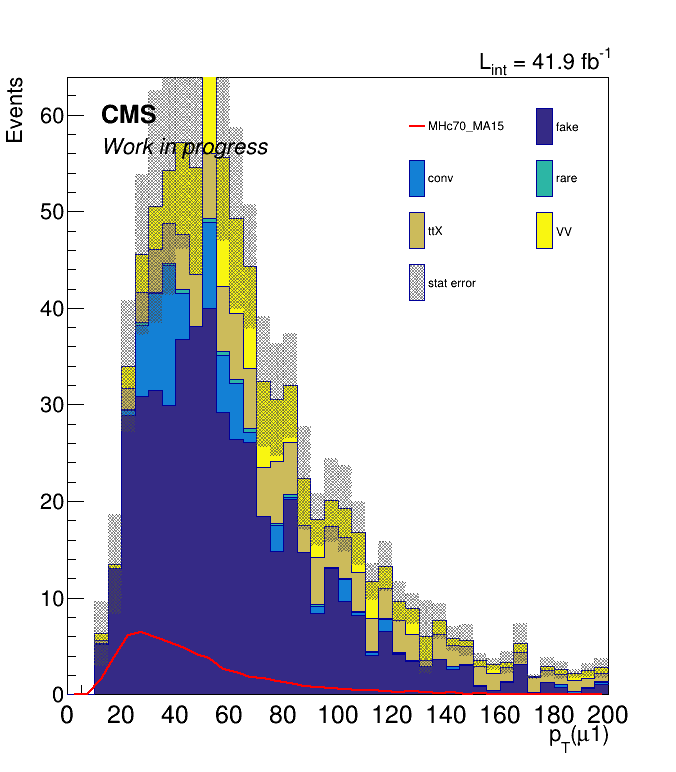 L_int = 41.9 fb^-1
Events
60
50
40
30
20
10
0
CMS
Work in progress
MHc70_MA15
fake
conv
rare
ttX
VV
stat error
0 20 40 60 80 100 120 140 160 180 200
p_T(μ1)